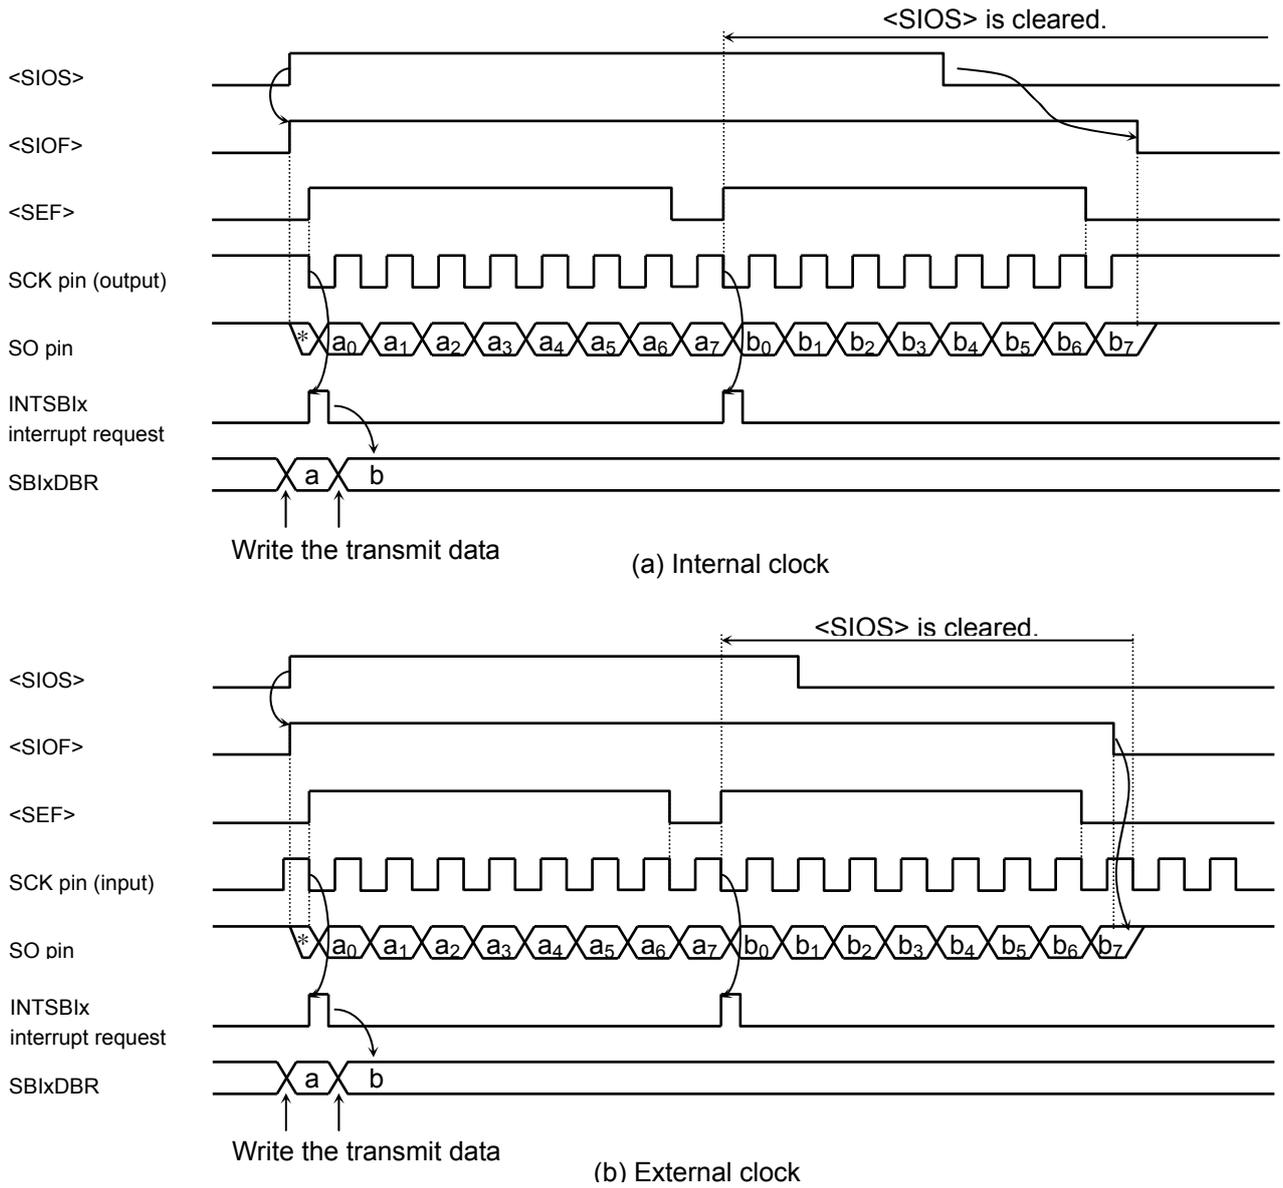 <SIOS> is cleared.
<SIOS>
<SIOF>
<SEF>
SCK pin (output)
SO pin
* a0 a1 a2 a3 a4 a5 a6 a7 b0 b1 b2 b3 b4 b5 b6 b7
INTSBIx
interrupt request
SBIxDBR
a b
Write the transmit data
(a) Internal clock
<SIOS> is cleared.
<SIOS>
<SIOF>
<SEF>
SCK pin (input)
SO pin
* a0 a1 a2 a3 a4 a5 a6 a7 b0 b1 b2 b3 b4 b5 b6 b7
INTSBIx
interrupt request
SBIxDBR
a b
Write the transmit data
(b) External clock